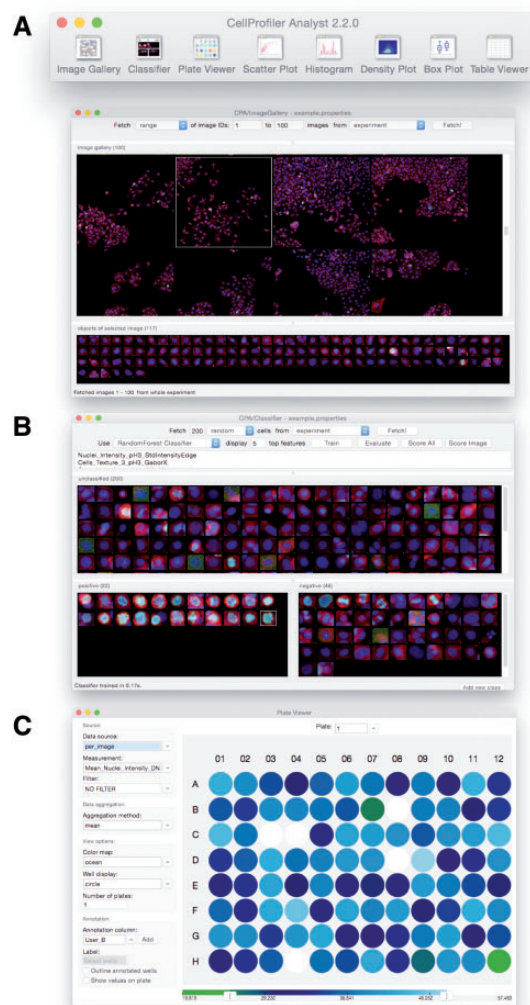 A
CellProfiler Analyst 2.2.0
Image Gallery Classifier Plate Viewer Scatter Plot Histogram Density Plot Box Plot Table Viewer
CPA/ImageGallery - example.properties
Fetch range of image IDs: 1 to 100 images from experiment Fetch!
image gallery (100)
objects of selected image (117)
Fetched images 1 - 100 from whole experiment
B
CPA/Classifier - example.properties
Fetch 200 random cells from experiment Fetch!
Use RandomForest Classifier display 5 top features Train Evaluate Score All Score Image
Nuclei_Intensity_pH3_StdIntensityEdge
Cells_Texture_3_pH3_GaborX
unclassified (200)
positive
negative
Classifier trained in
Add new class
C
Plate Viewer
Source:
Plate: 1
Data source:
per_image
Measurement:
Mean_Nuclei_Intensity_DN
Filter:
NO FILTER
Data aggregation:
Aggregation method:
mean
View options:
Color map:
ocean
Well display:
circle
Number of plates:
1
Annotation:
Annotation column:
User_B Add
Label:
Outline annotated wells
Show values on plate
01 02 03 04 05 06 07 08 09 10 11 12
A
B
C
D
E
F
G
H